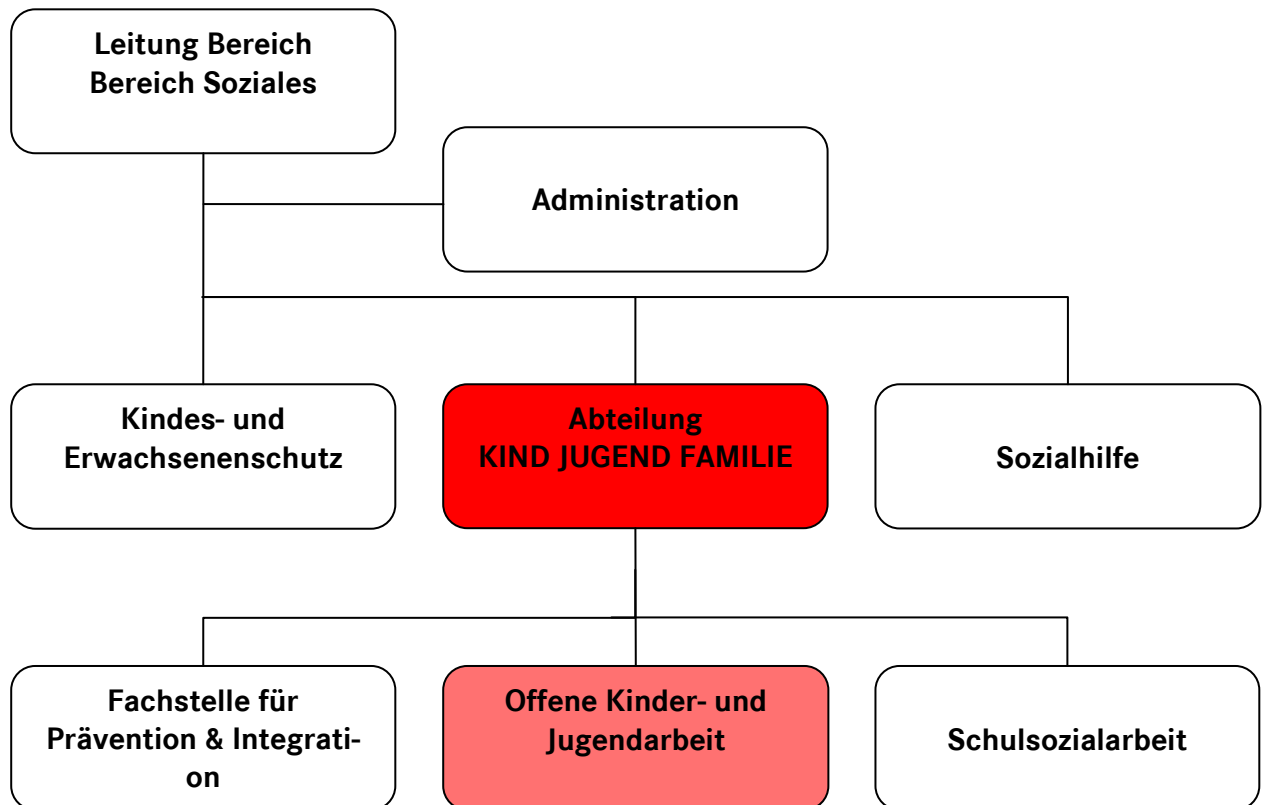 Leitung Bereich
Bereich Soziales
Administration
Kindes- und
Erwachsenenschutz
Abteilung
KIND JUGEND FAMILIE
Sozialhilfe
Fachstelle für
Prävention & Integrati-
on
Offene Kinder- und
Jugendarbeit
Schulsozialarbeit